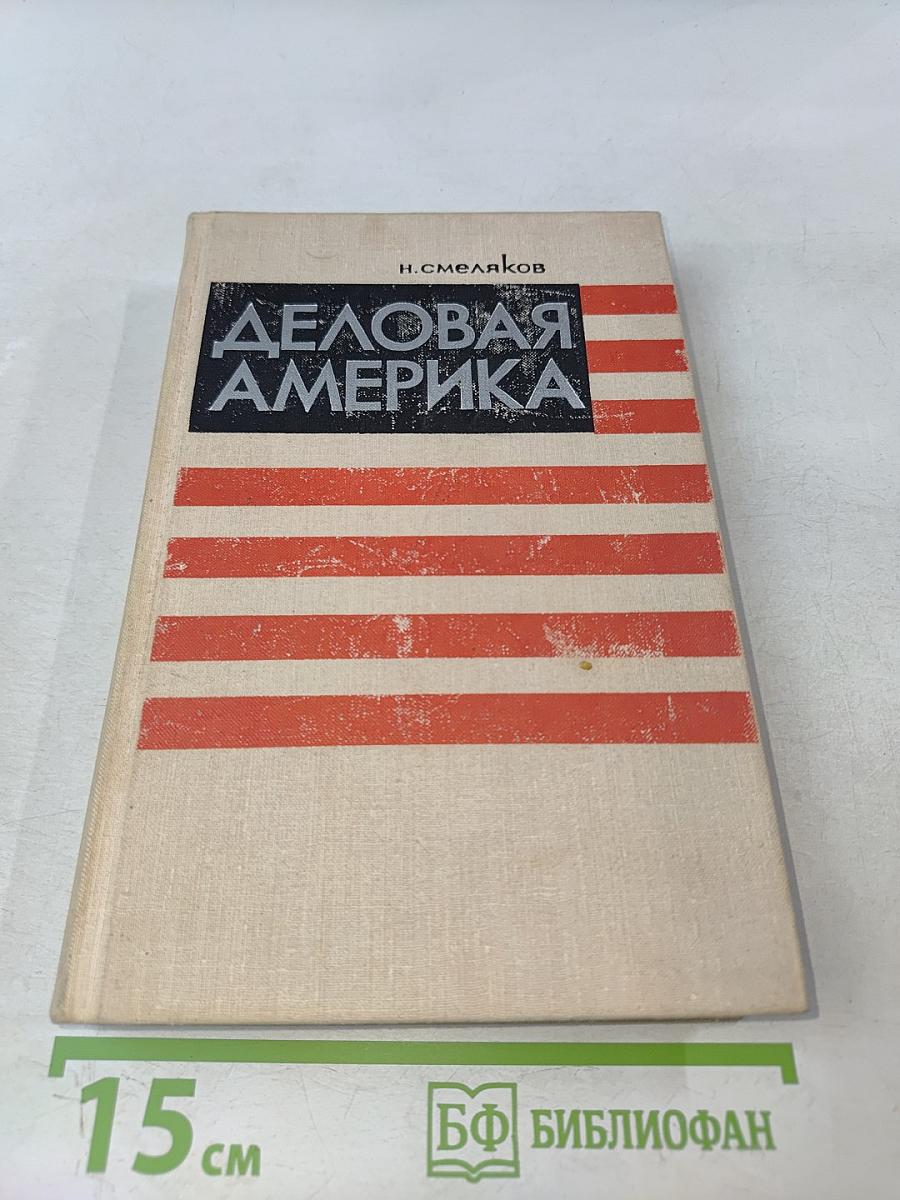 Н. СМЕЛЯКОВ
ДЕЛОВАЯ
АМЕРИКА
15 см
БФ БИБЛИОФАН